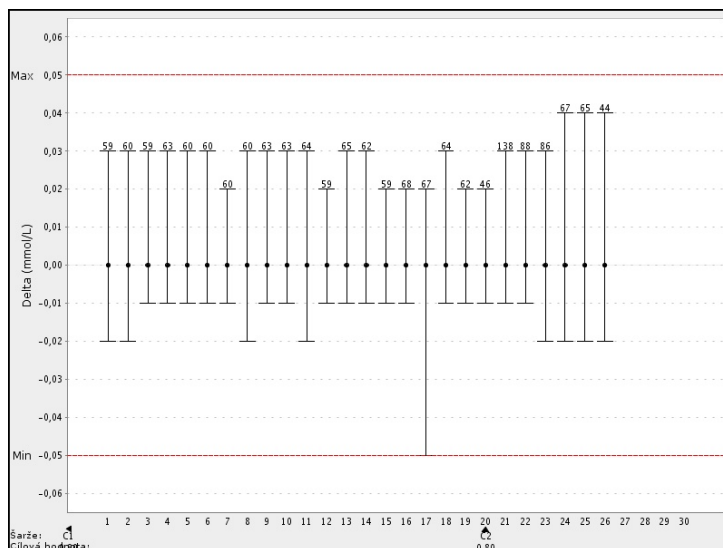 0,06
Max 0,05
0,04
67 65 44
0,03
59 60 59 63 60 60 60 63 63 64 65 62 64 138 88 86
0,02
60 59 59 68 67 62 46
0,01
Delta (mmol/L)
0,00
-0,01
-0,02
-0,03
-0,04
Min -0,05
-0,06
1 2 3 4 5 6 7 8 9 10 11 12 13 14 15 16 17 18 19 20 21 22 23 24 25 26 27 28 29 30
Šarže: C1 C2
Cílová hodnota: 0,80